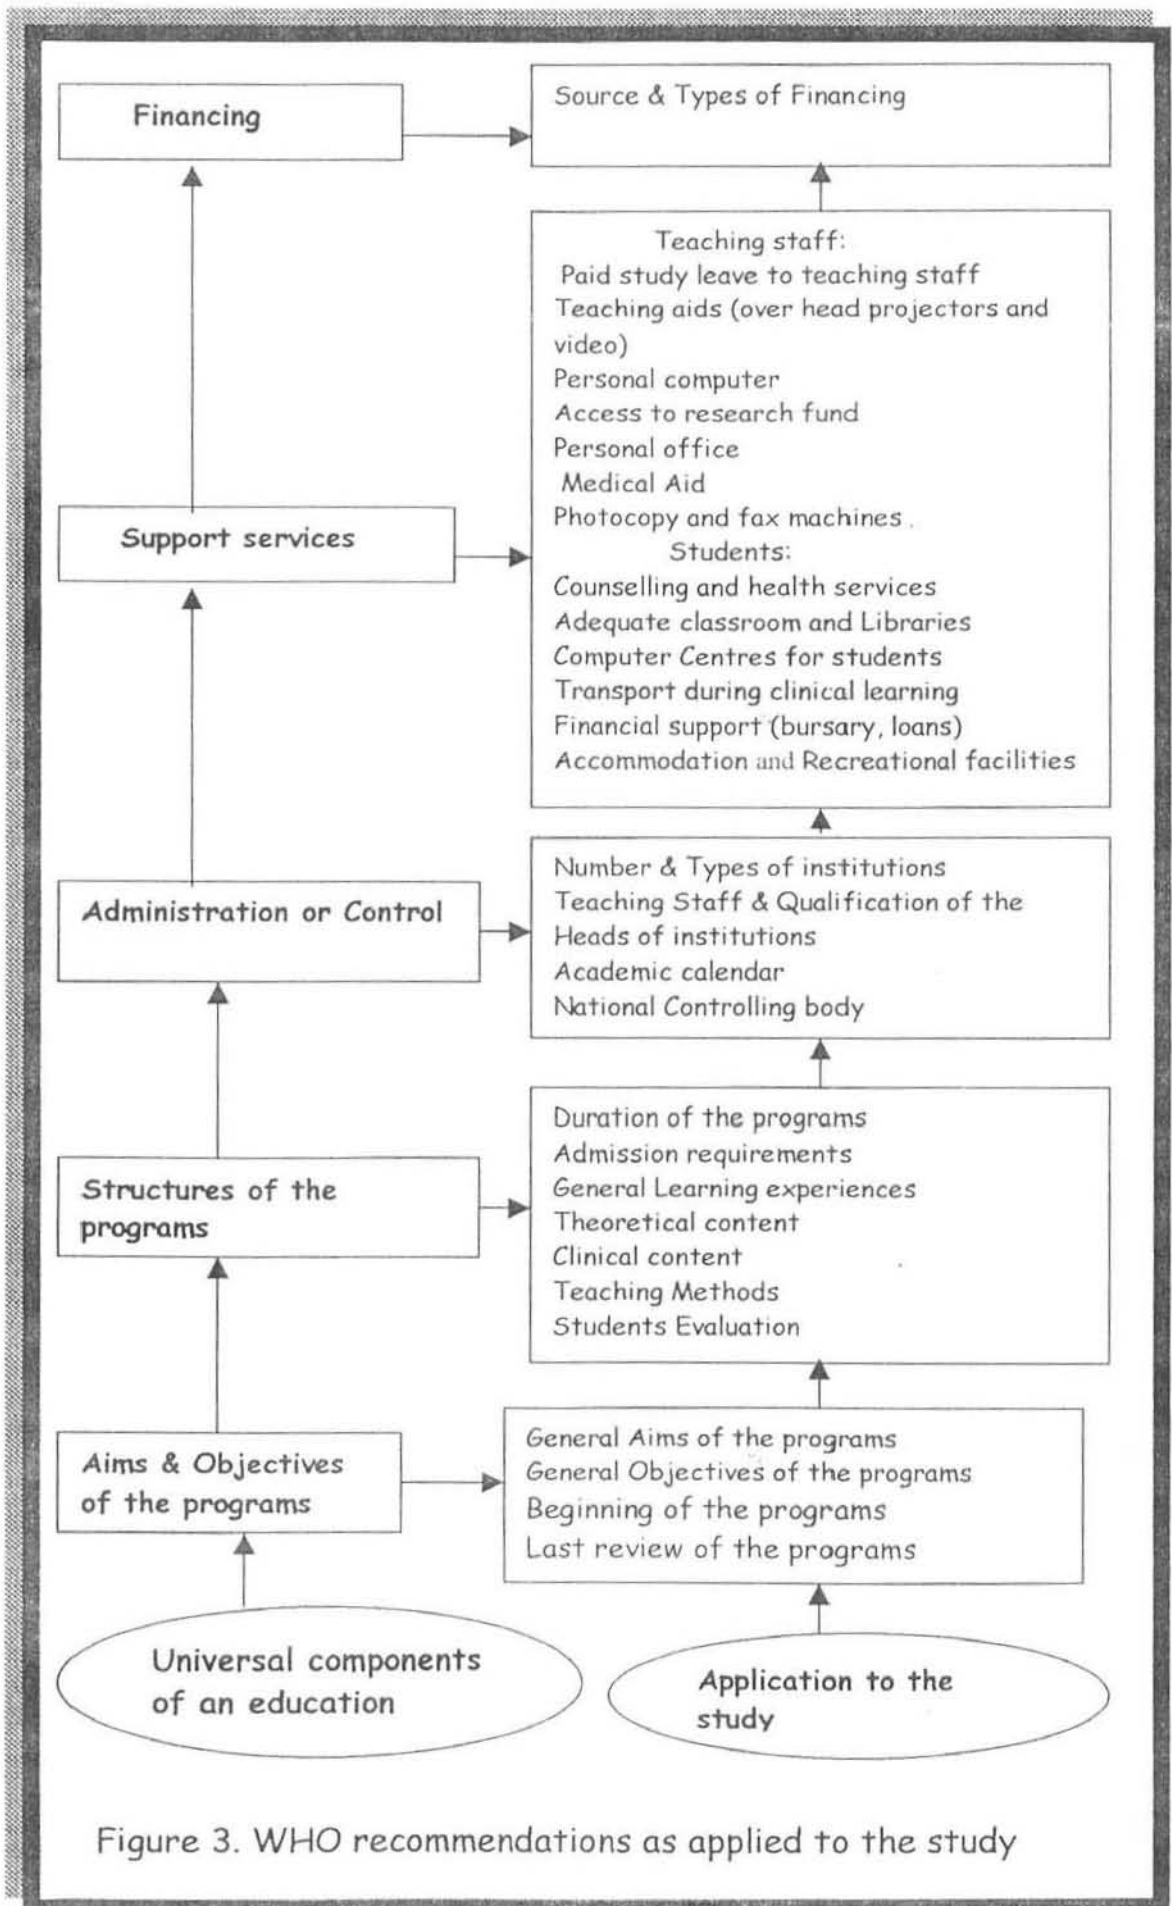 Financing
Source & Types of Financing
Support services
Teaching staff:
Paid study leave to teaching staff
Teaching aids (over head projectors and
video)
Personal computer
Access to research fund
Personal office
Medical Aid
Photocopy and fax machines.
Students:
Counselling and health services
Adequate classroom and Libraries
Computer Centres for students
Transport during clinical learning
Financial support (bursary, loans)
Accommodation and Recreational facilities
Administration or Control
Number & Types of institutions
Teaching Staff & Qualification of the
Heads of institutions
Academic calendar
National Controlling body
Structures of the
programs
Duration of the programs
Admission requirements
General Learning experiences
Theoretical content
Clinical content
Teaching Methods
Students Evaluation
Aims & Objectives
of the programs
General Aims of the programs
General Objectives of the programs
Beginning of the programs
Last review of the programs
Universal components
of an education
Application to the
study
Figure 3. WHO recommendations as applied to the study